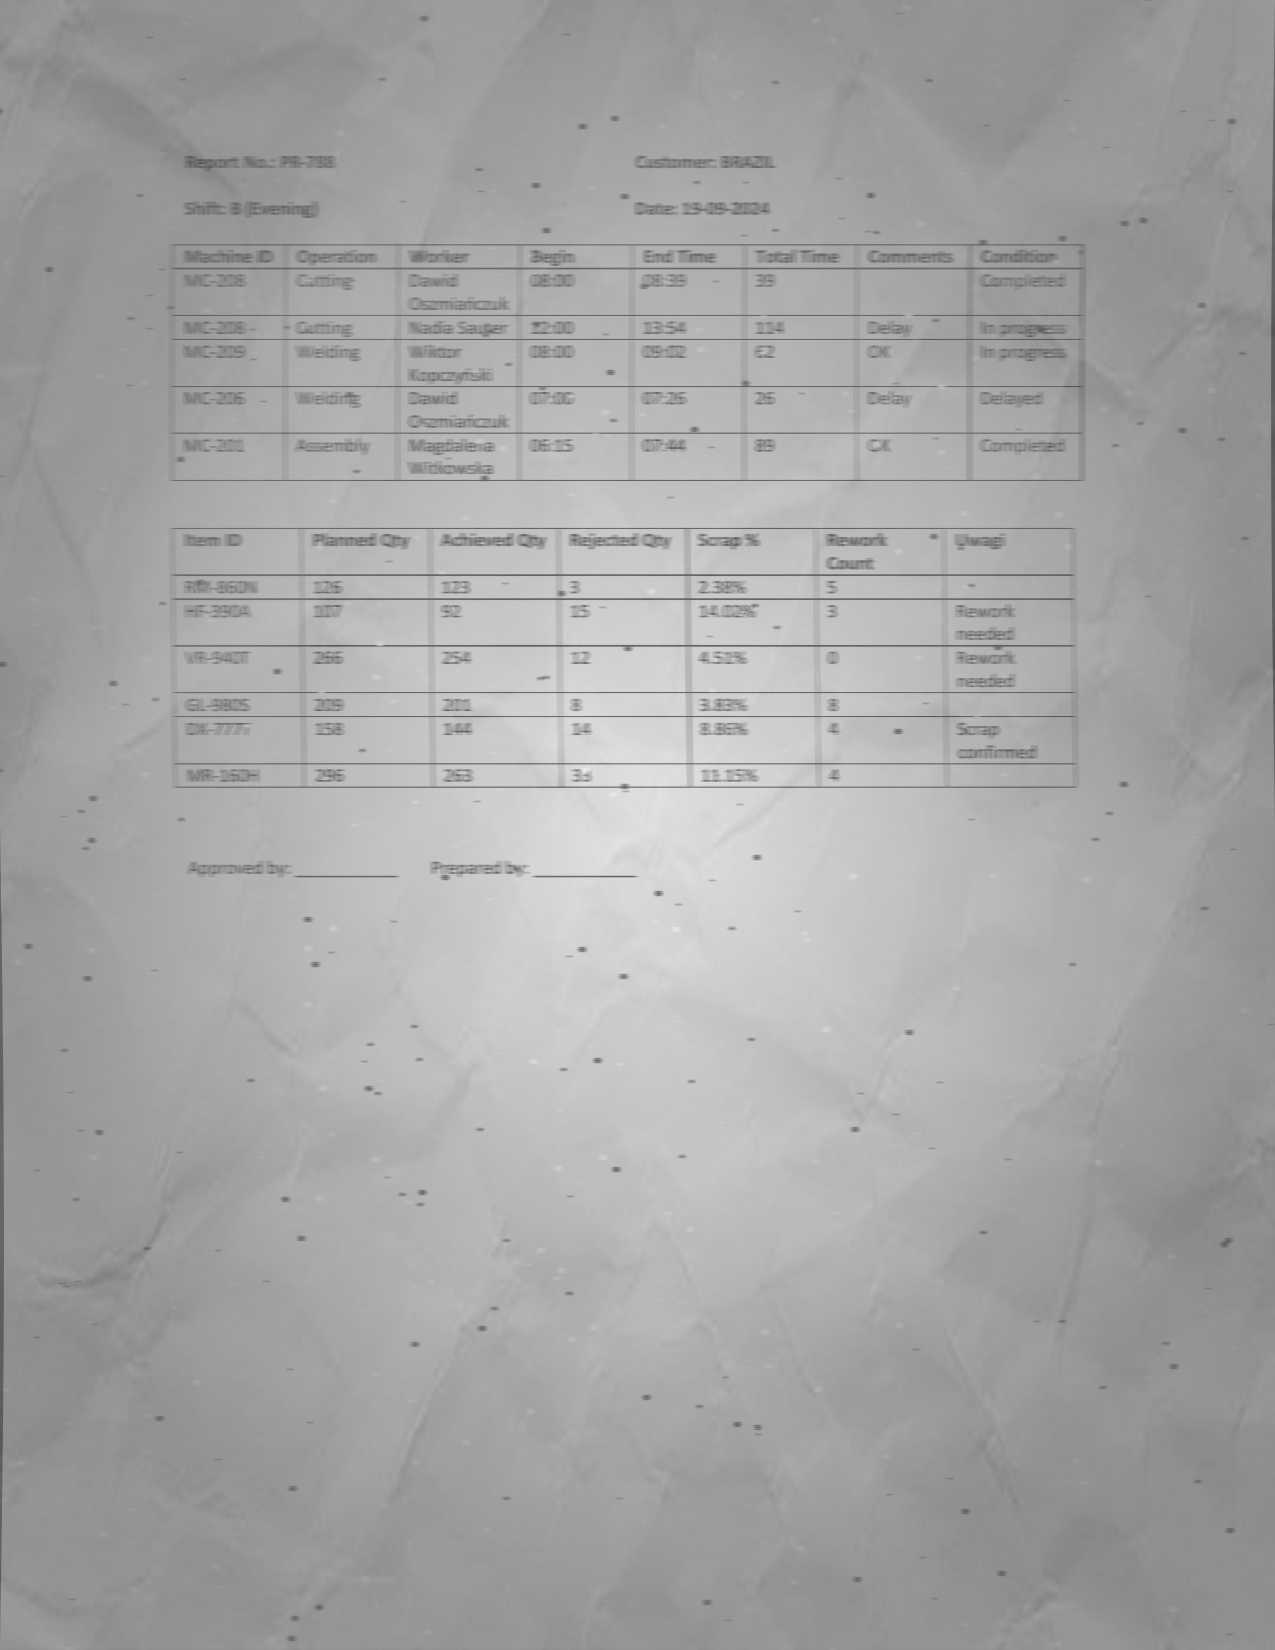 Report No.: PR-788 Customer: BRAZIL
Shift: B (Evening) Date: 19-09-2024
Machine ID Operation Worker Begin End Time Total Time Comments Condition
MC-208 Cutting Dawid 08:00 08:39 39 Completed
Oszmiańczuk
MC-208 Cutting Nadia Sauter 12:00 13:54 114 Delay In progress
MC-209 Welding Wiktor 08:00 09:02 62 OK In progress
Kopczyński
MC-206 Welding Dawid 07:00 07:26 26 Delay Delayed
Oszmiańczuk
MC-201 Assembly Magdalena 06:15 07:44 89 OK Completed
Witkowska
Item ID Planned Qty Achieved Qty Rejected Qty Scrap % Rework Uwagi
Count
126 123 3 2.38% 5
HF-390A 107 92 15 14.02% 3 Rework
needed
VR-940T 266 254 12 4.51% 0 Rework
needed
GL-980S 209 201 8 3.83% 8
158 144 14 8.86% 4 Scrap
confirmed
MR-160H 296 263 33 11.15% 4
Approved by: ____________ Prepared by: ____________